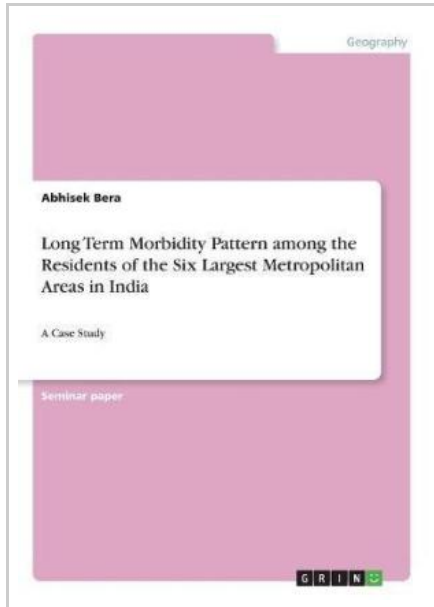 Geography
Abhisek Bera
Long Term Morbidity Pattern among the
Residents of the Six Largest Metropolitan
Areas in India
A Case Study
Seminar paper
GRIN